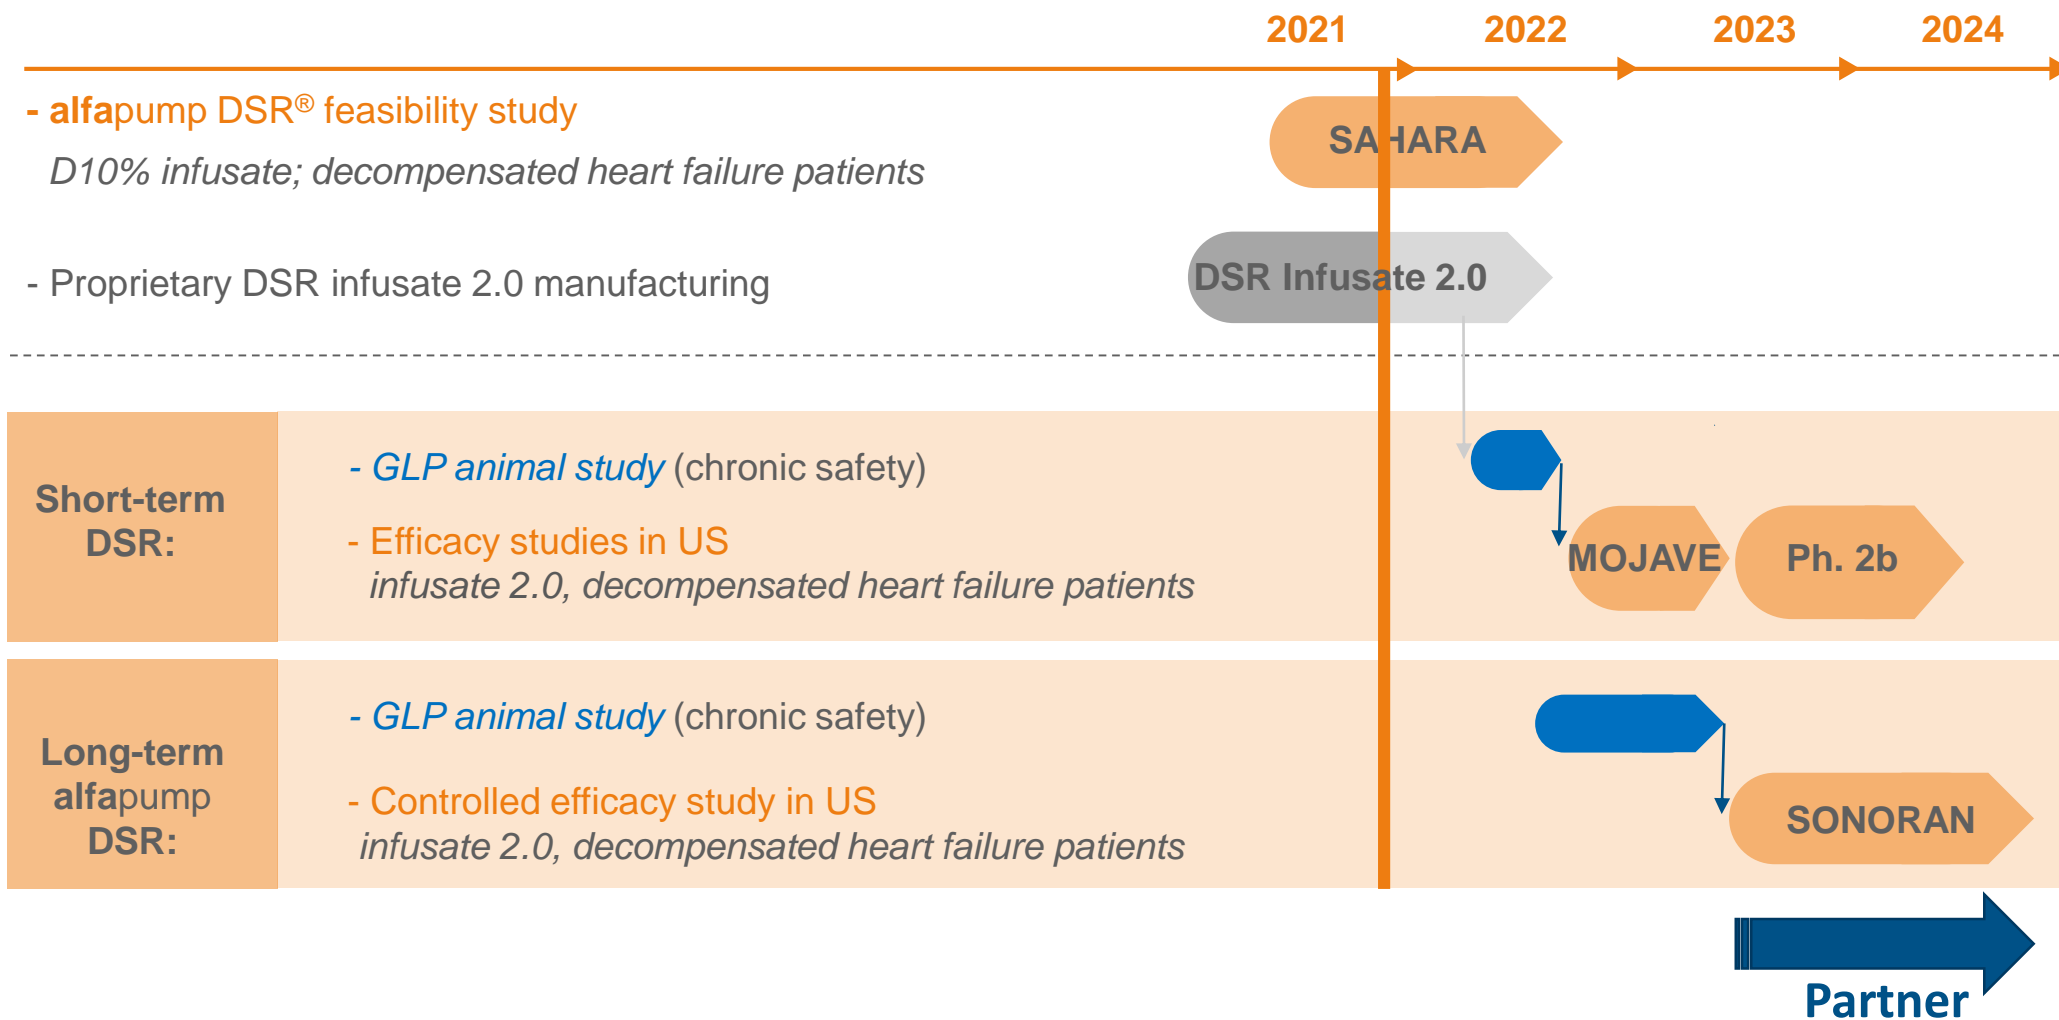 2021 2022 2023 2024
- alfapump DSR® feasibility study
D10% infusate; decompensated heart failure patients
SAHARA
- Proprietary DSR infusate 2.0 manufacturing
DSR Infusate 2.0
Short-term
DSR:
- GLP animal study (chronic safety)
- Efficacy studies in US
infusate 2.0, decompensated heart failure patients
MOJAVE
Ph. 2b
Long-term
alfapump
DSR:
- GLP animal study (chronic safety)
- Controlled efficacy study in US
infusate 2.0, decompensated heart failure patients
SONORAN
Partner